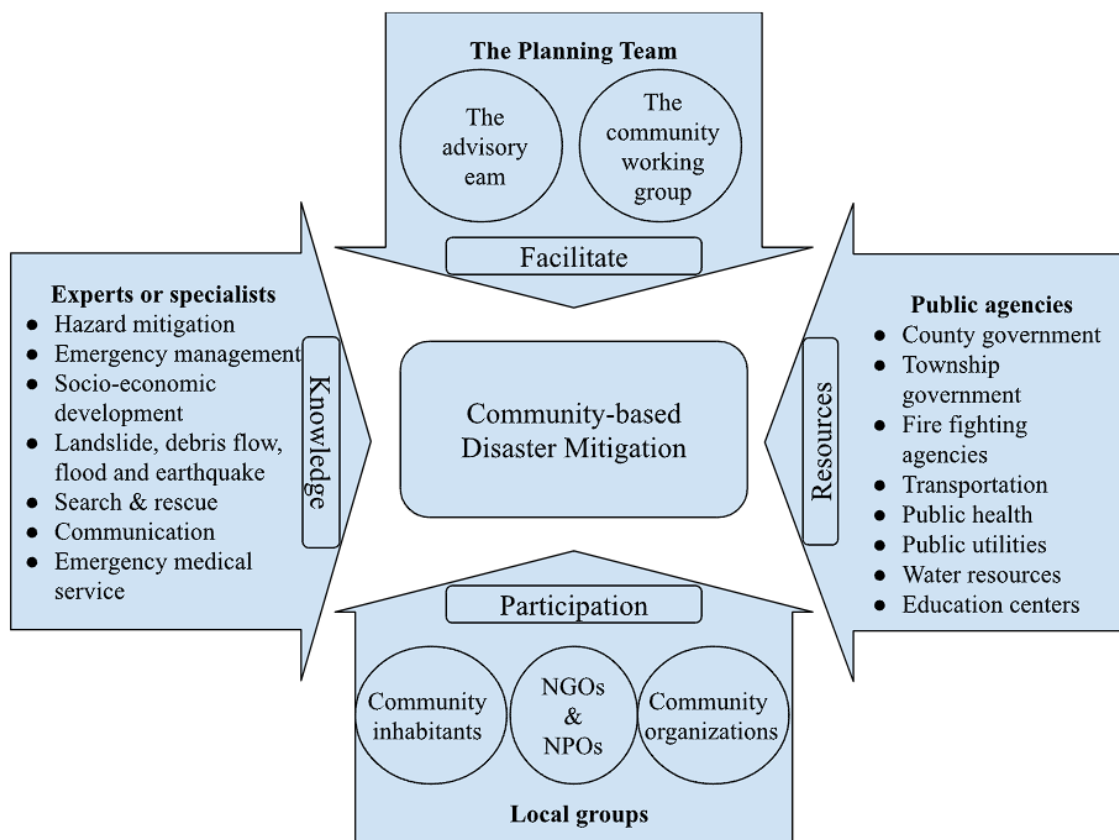 The Planning Team
The
advisory
eam
The
community
working
group
Facilitate
Experts or specialists
● Hazard mitigation
● Emergency management
● Socio-economic
development
● Landslide, debris flow,
flood and earthquake
● Search & rescue
● Communication
● Emergency medical
service
Knowledge
Community-based
Disaster Mitigation
Resources
Public agencies
● County government
● Township
government
● Fire fighting
agencies
● Transportation
● Public health
● Public utilities
● Water resources
● Education centers
Participation
Community
inhabitants
NGOs
&
NPOs
Community
organizations
Local groups